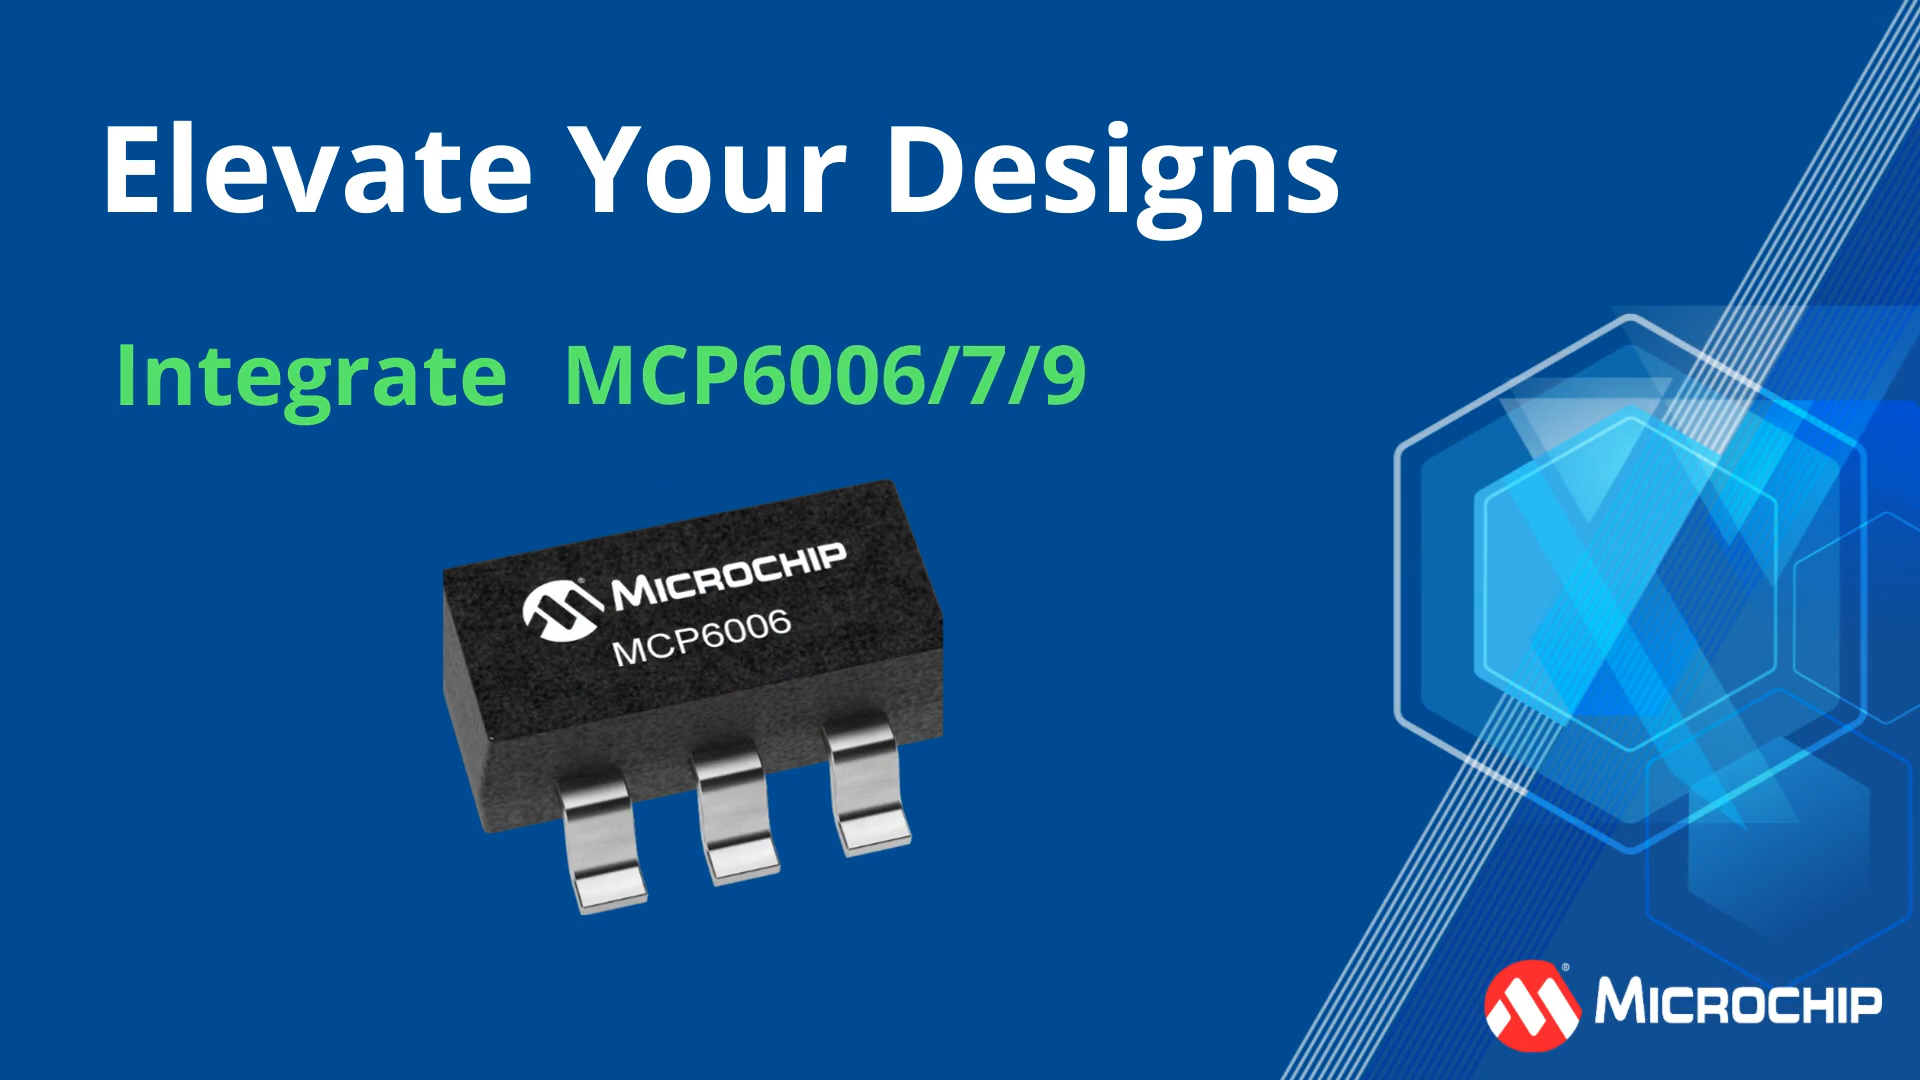 Elevate Your Designs
Integrate MCP6006/7/9
MICROCHIP
MCP6006
MICROCHIP